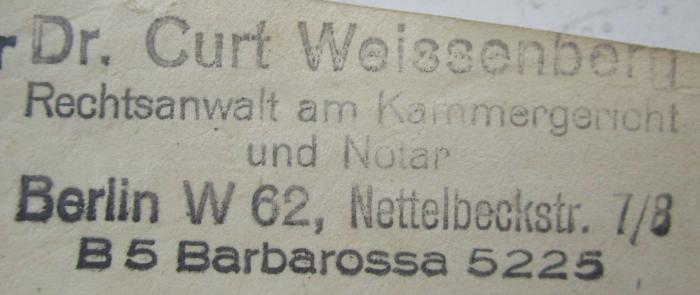 Dr. Curt Weissenberg
Rechtsanwalt am Kammergericht
und Notar
Berlin W 62, Nettelbeckstr. 7/8
B 5 Barbarossa 5225